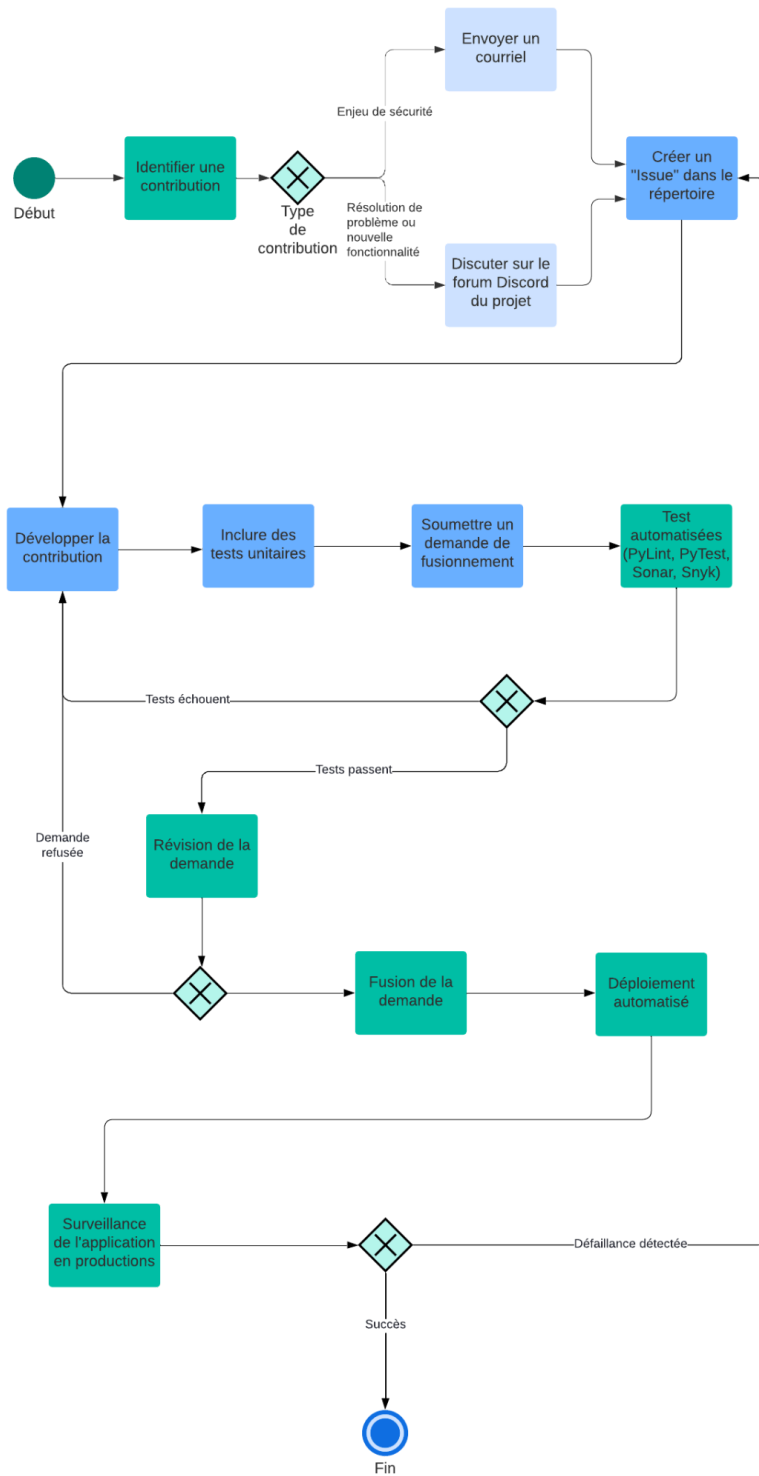 Envoyer un
courriel
Enjeu de sécurité
Identifier une
contribution
Créer un
"Issue" dans le
répertoire
Début
Type
de
contribution
Résolution de
problème ou
nouvelle
fonctionnalité
Discuter sur le
forum Discord
du projet
Développer la
contribution
Inclure des
tests unitaires
Soumettre un
demande de
fusionnement
Test
automatisées
(PyLint, PyTest,
Sonar, Snyk)
Tests échouent
Tests passent
Demande
refusée
Révision de la
demande
Fusion de la
demande
Déploiement
automatisé
Surveillance
de l'application
en productions
Défaillance détectée
Succès
Fin